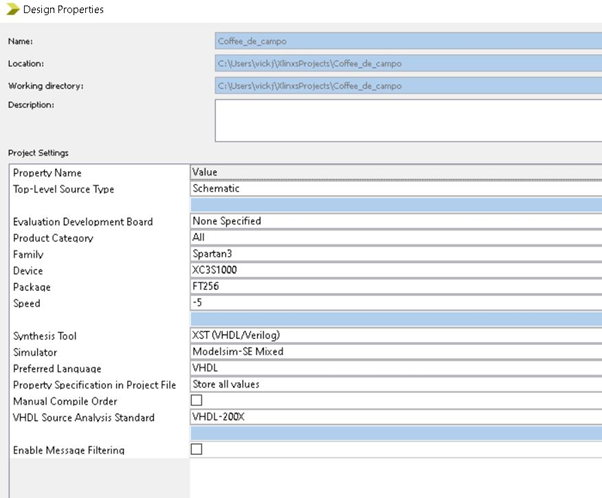 Design Properties
Name: Coffee_de_campo
Location: C:\Users\vickj\XlinxsProjects\Coffee_de_campo
Working directory: C:\Users\vickj\XlinxsProjects\Coffee_de_campo
Description:
Project Settings
Property Name Value
Top-Level Source Type Schematic
Evaluation Development Board None Specified
Product Category All
Family Spartan3
Device XC3S1000
Package FT256
Speed -5
Synthesis Tool XST (VHDL/Verilog)
Simulator Modelsim-SE Mixed
Preferred Language VHDL
Property Specification in Project File Store all values
Manual Compile Order
VHDL Source Analysis Standard VHDL-200X
Enable Message Filtering